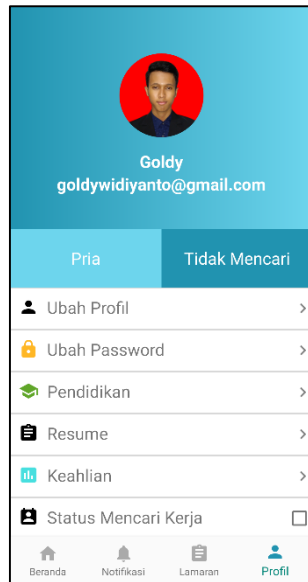 Goldy
goldywidiyanto@gmail.com
Pria
Tidak Mencari
Ubah Profil
Ubah Password
Pendidikan
Resume
Keahlian
Status Mencari Kerja
Beranda
Notifikasi
Lamaran
Profil